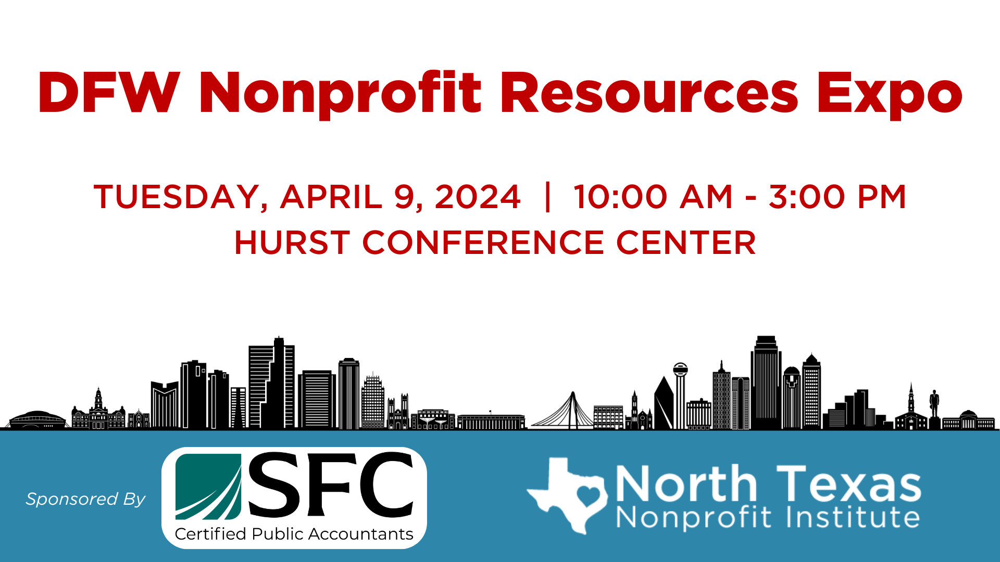 DFW Nonprofit Resources Expo
TUESDAY, APRIL 9, 2024 | 10:00 AM - 3:00 PM
HURST CONFERENCE CENTER
Sponsored By
SFC
Certified Public Accountants
North Texas
Nonprofit Institute